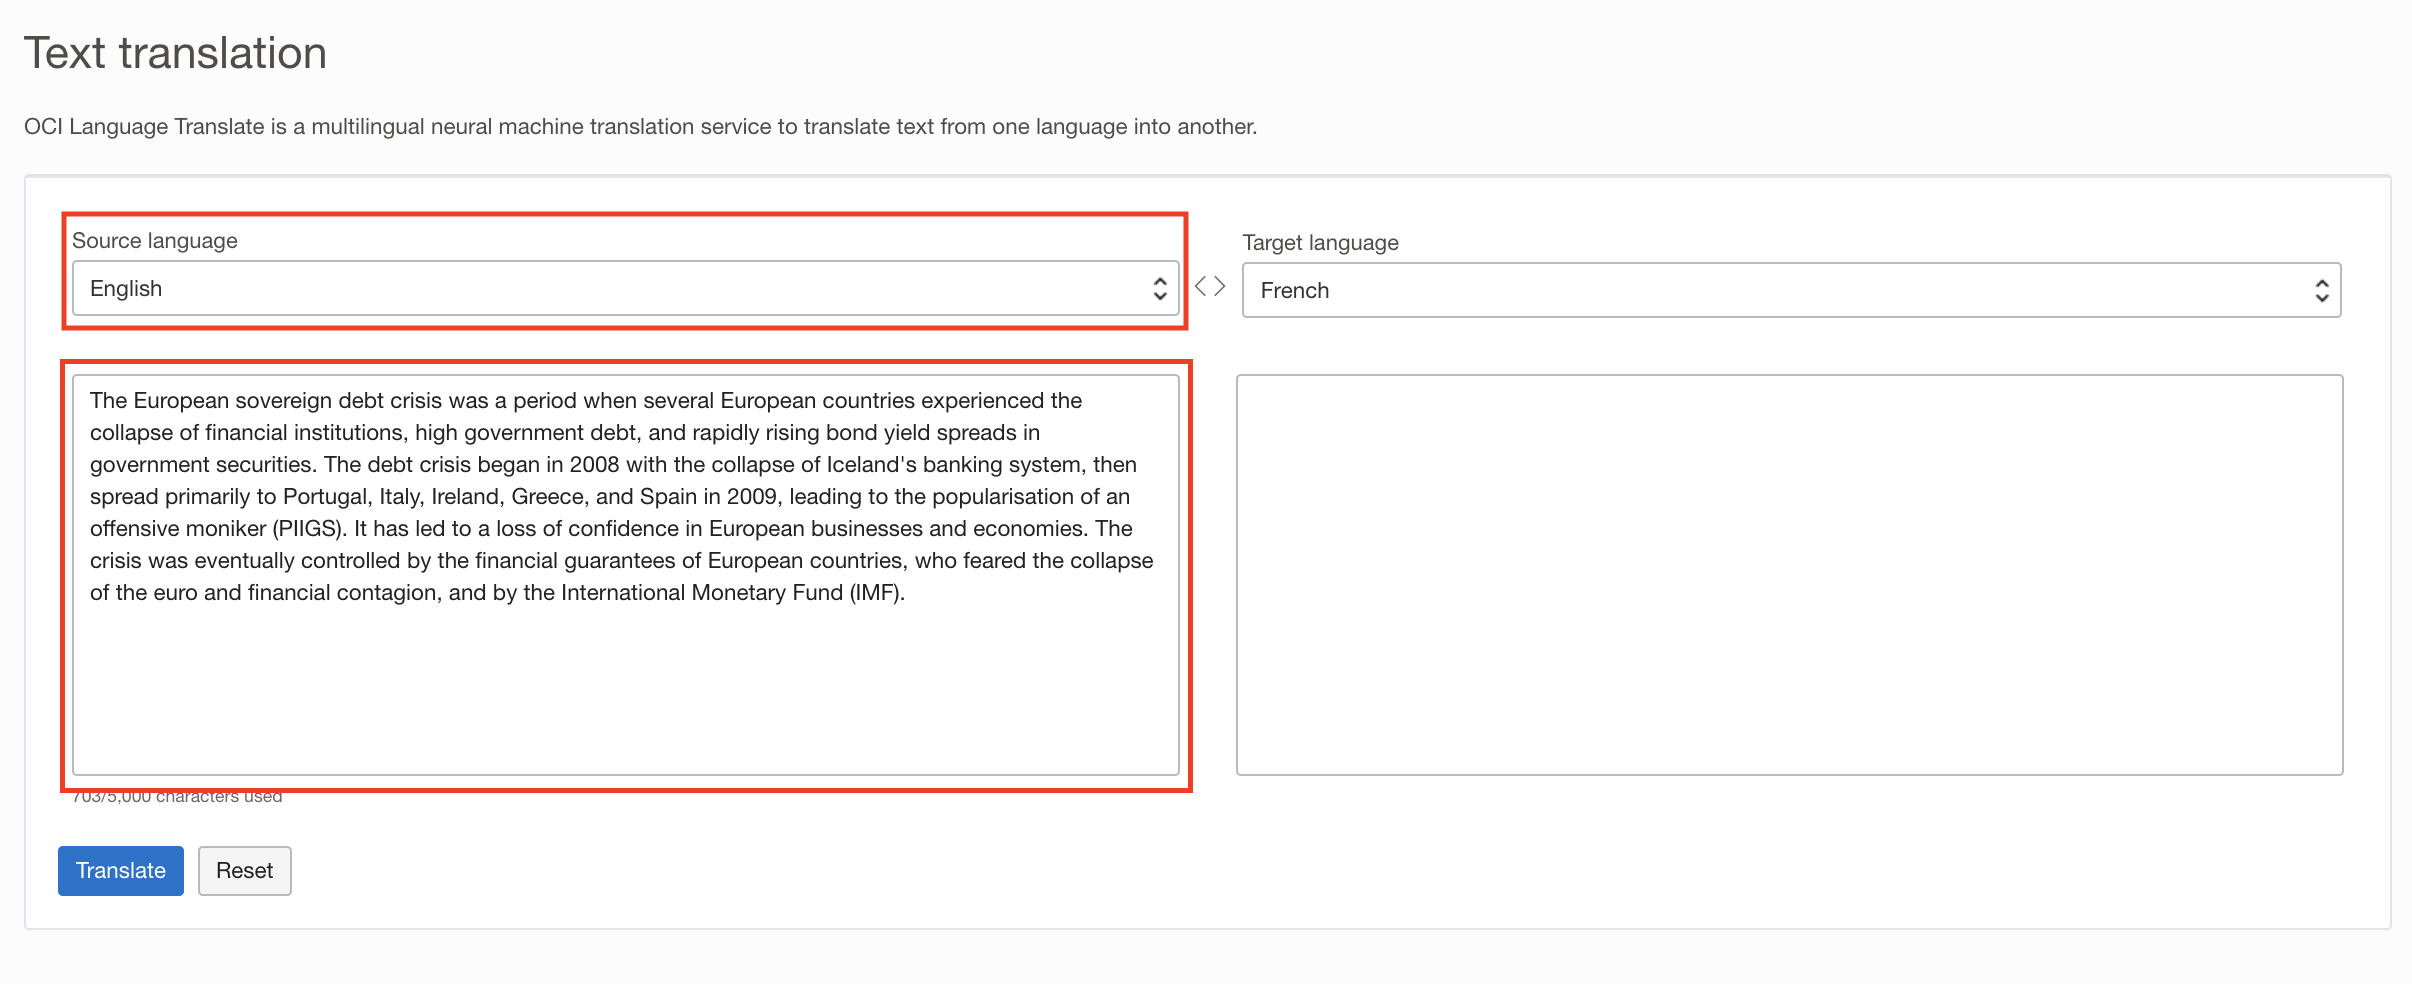 Text translation
OCI Language Translate is a multilingual neural machine translation service to translate text from one language into another.
Source language
English
Target language
French
The European sovereign debt crisis was a period when several European countries experienced the
collapse of financial institutions, high government debt, and rapidly rising bond yield spreads in
government securities. The debt crisis began in 2008 with the collapse of Iceland's banking system, then
spread primarily to Portugal, Italy, Ireland, Greece, and Spain in 2009, leading to the popularisation of an
offensive moniker (PIIGS). It has led to a loss of confidence in European businesses and economies. The
crisis was eventually controlled by the financial guarantees of European countries, who feared the collapse
of the euro and financial contagion, and by the International Monetary Fund (IMF).
703/5,000 characters used
Translate
Reset